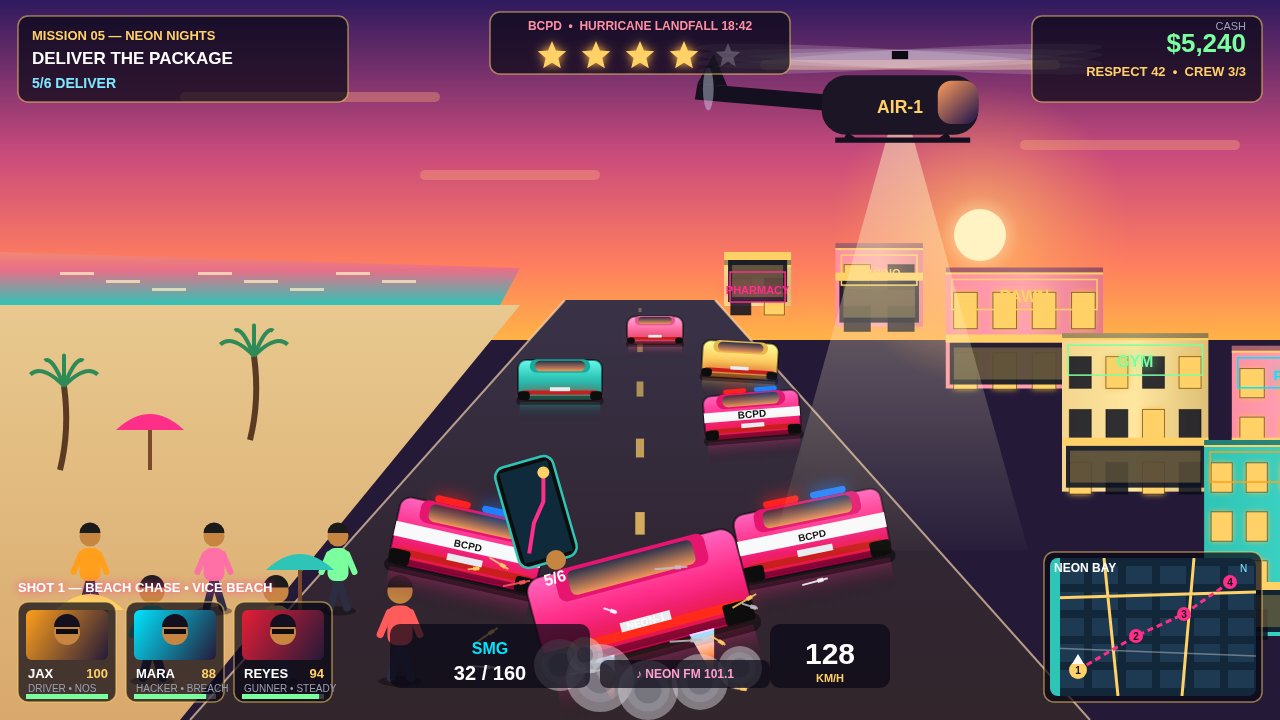 MISSION 05 — NEON NIGHTS
DELIVER THE PACKAGE
5/6 DELIVER
BCPD • HURRICANE LANDFALL 18:42
CASH
$5,240
RESPECT 42 • CREW 3/3
AIR-1
PHARMACY
PAWN
GYM
BCPD
BCPD
BCPD
5/6
SHOT 1 — BEACH CHASE • VICE BEACH
JAX 100
DRIVER • NOS
MARA 88
HACKER • BREACH
REYES 94
GUNNER • STEADY
SMG
32 / 160
♪ NEON FM 101.1
128
KM/H
NEON BAY
N
1
2
3
4